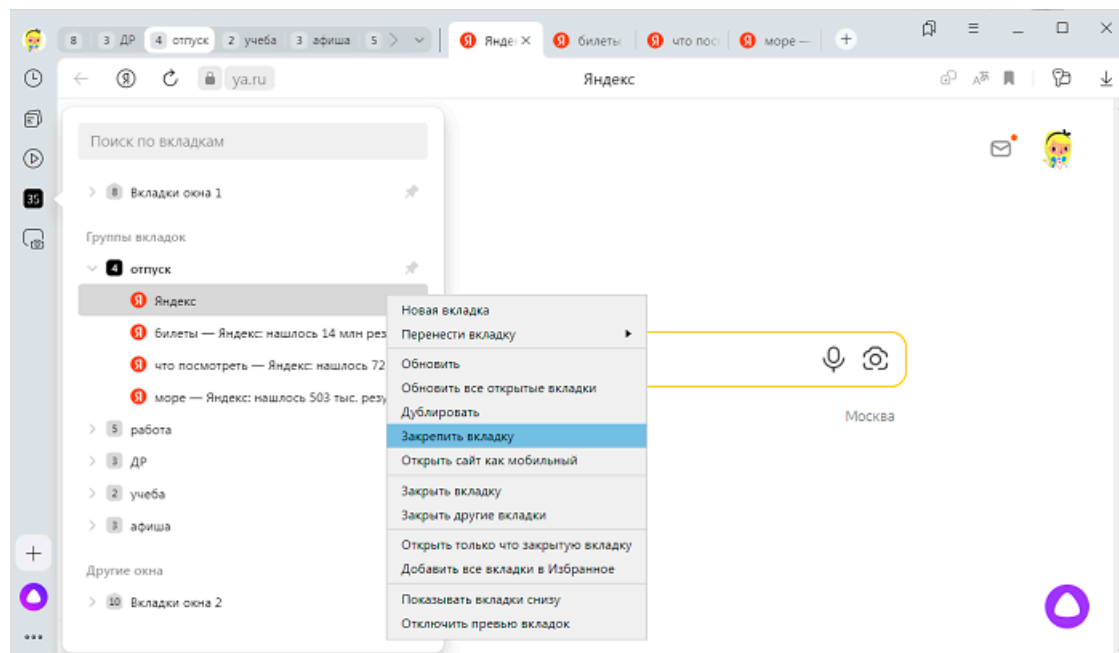 8 3 ДР 4 отпуск 2 учеба 3 афиша 5 Я Яндек Я билеты Я что пос Я море —
Я ya.ru Яндекс
Поиск по вкладкам
8 Вкладки окна 1
35
Группы вкладок
4 отпуск
Я Яндекс
Я билеты — Яндекс: нашлось 14 млн рез
Я что посмотреть — Яндекс: нашлось 72
Я море — Яндекс: нашлось 503 тыс. резу
5 работа
3 ДР
2 учеба
3 афиша
Другие окна
10 Вкладки окна 2
Новая вкладка
Перенести вкладку
Обновить
Обновить все открытые вкладки
Дублировать
Закрепить вкладку
Открыть сайт как мобильный
Закрыть вкладку
Закрыть другие вкладки
Открыть только что закрытую вкладку
Добавить все вкладки в Избранное
Показывать вкладки снизу
Отключить превью вкладок
Москва